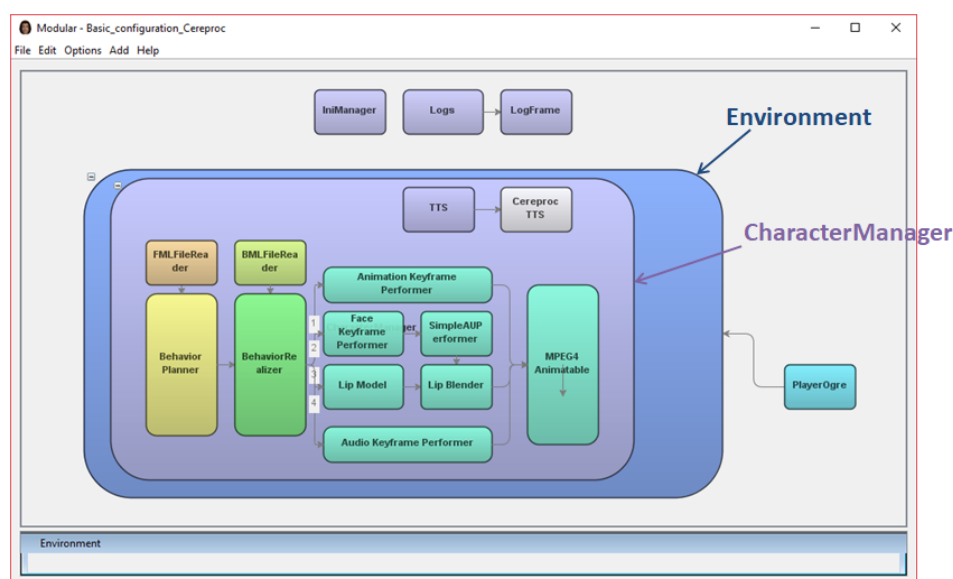 Modular - Basic_configuration_Cereproc
File Edit Options Add Help
IniManager
Logs
LogFrame
Environment
TTS
Cereproc
TTS
CharacterManager
FMLFileRea
der
BMLFileRea
der
Animation Keyframe
Performer
1
Face
Keyframe
Performer
SimpleAUP
erformer
2
Behavior
Planner
BehaviorRe
alizer
MPEG4
Animatable
3
Lip Model
Lip Blender
PlayerOgre
4
Audio Keyframe Performer
Environment